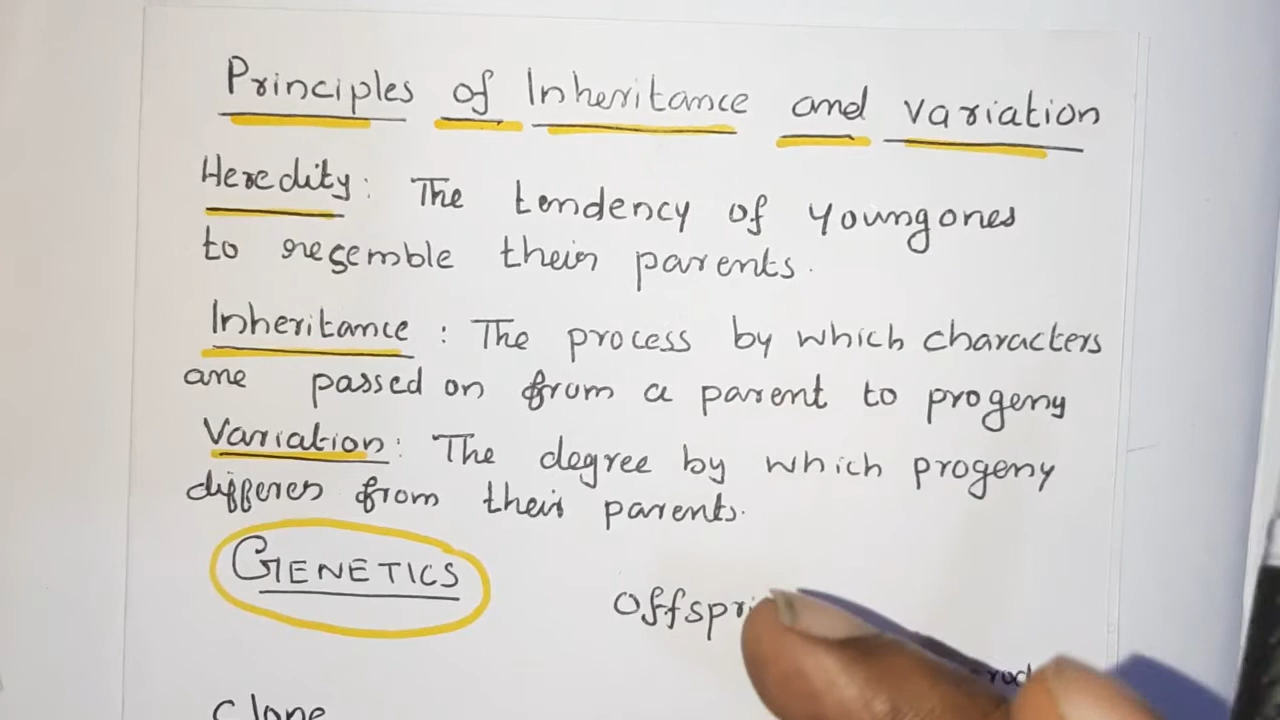 Principles of Inheritance and variation
Heredity: The tendency of youngones
to resemble their parents.
Inheritance: The process by which characters
are passed on from a parent to progeny
Variation: The degree by which progeny
differes from their parents.
GENETICS
Clone